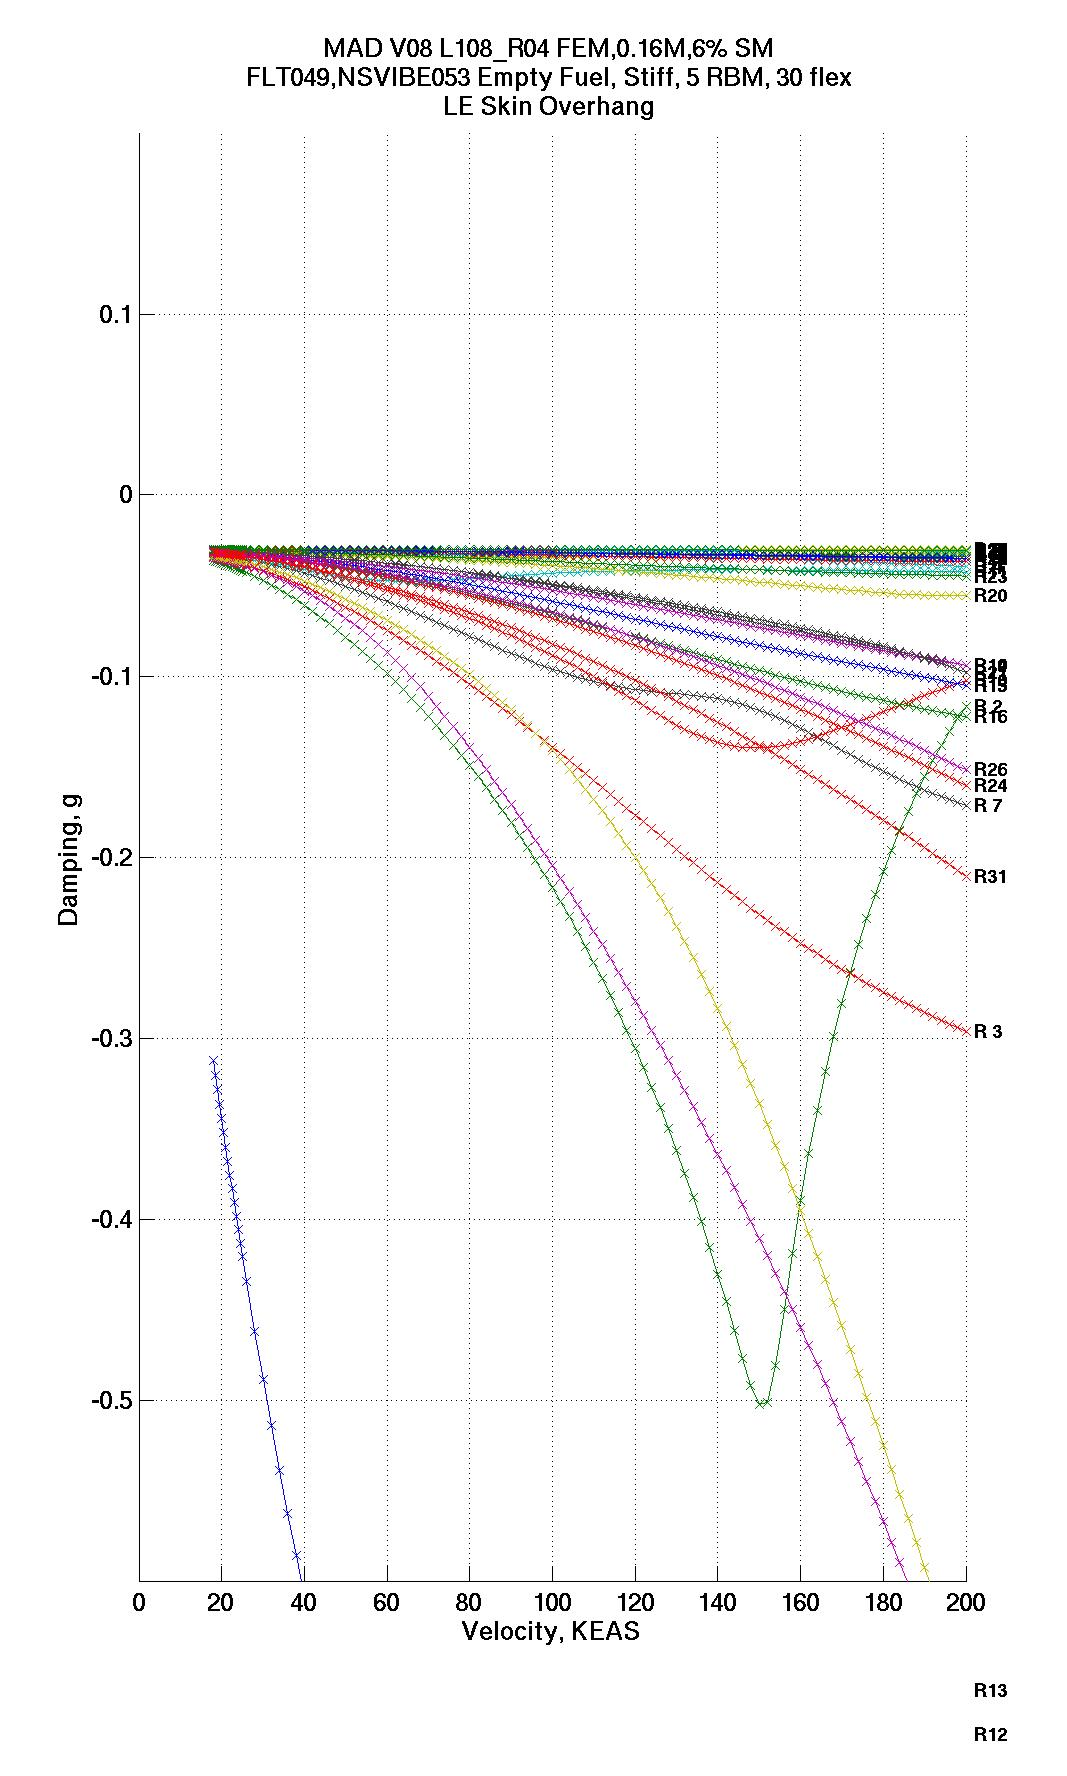 MAD V08 L108_R04 FEM,0.16M,6% SM
FLT049,NSVIBE053 Empty Fuel, Stiff, 5 RBM, 30 flex
LE Skin Overhang
0.1
0
-0.1
-0.2
-0.3
-0.4
-0.5
Damping, g
R23
R20
R 2
R16
R26
R24
R 7
R31
R 3
0 20 40 60 80 100 120 140 160 180 200
Velocity, KEAS
R13
R12